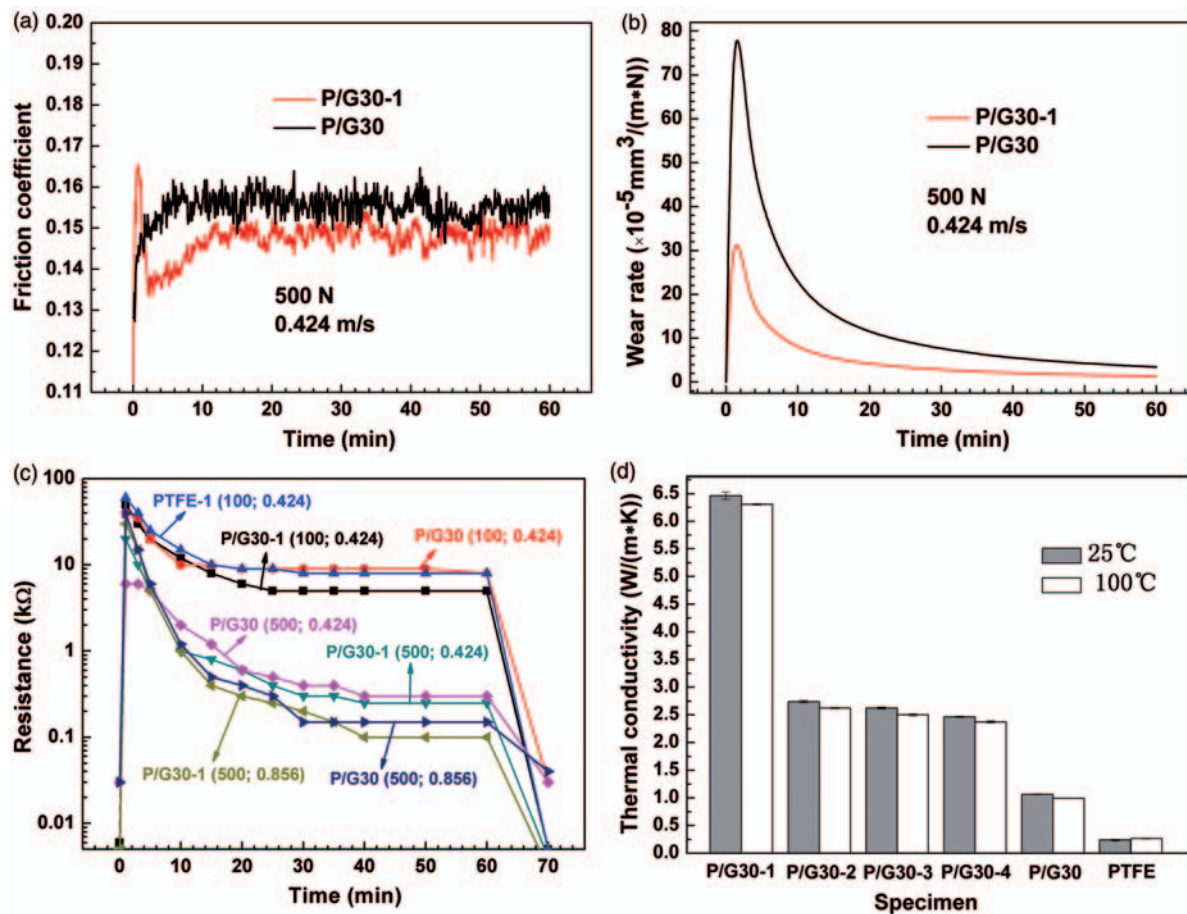 (a)
0.20
0.19
0.18
0.17
0.16
0.15
0.14
0.13
0.12
0.11
Friction coefficient
P/G30-1
P/G30
500 N
0.424 m/s
0 10 20 30 40 50 60
Time (min)
(b)
80
70
60
50
40
30
20
10
0
Wear rate (×10⁻⁵mm³/(m*N))
P/G30-1
P/G30
500 N
0.424 m/s
0 10 20 30 40 50 60
Time (min)
(c)
100
10
1
0.1
0.01
Resistance (kΩ)
PTFE-1 (100; 0.424)
P/G30-1 (100; 0.424)
P/G30 (100; 0.424)
P/G30 (500; 0.424)
P/G30-1 (500; 0.424)
P/G30-1 (500; 0.856)
P/G30 (500; 0.856)
0 10 20 30 40 50 60 70
Time (min)
(d)
6.5
6.0
5.5
5.0
4.5
4.0
3.5
3.0
2.5
2.0
1.5
1.0
0.5
0.0
Thermal conductivity (W/(m*K))
25℃
100℃
P/G30-1 P/G30-2 P/G30-3 P/G30-4 P/G30 PTFE
Specimen